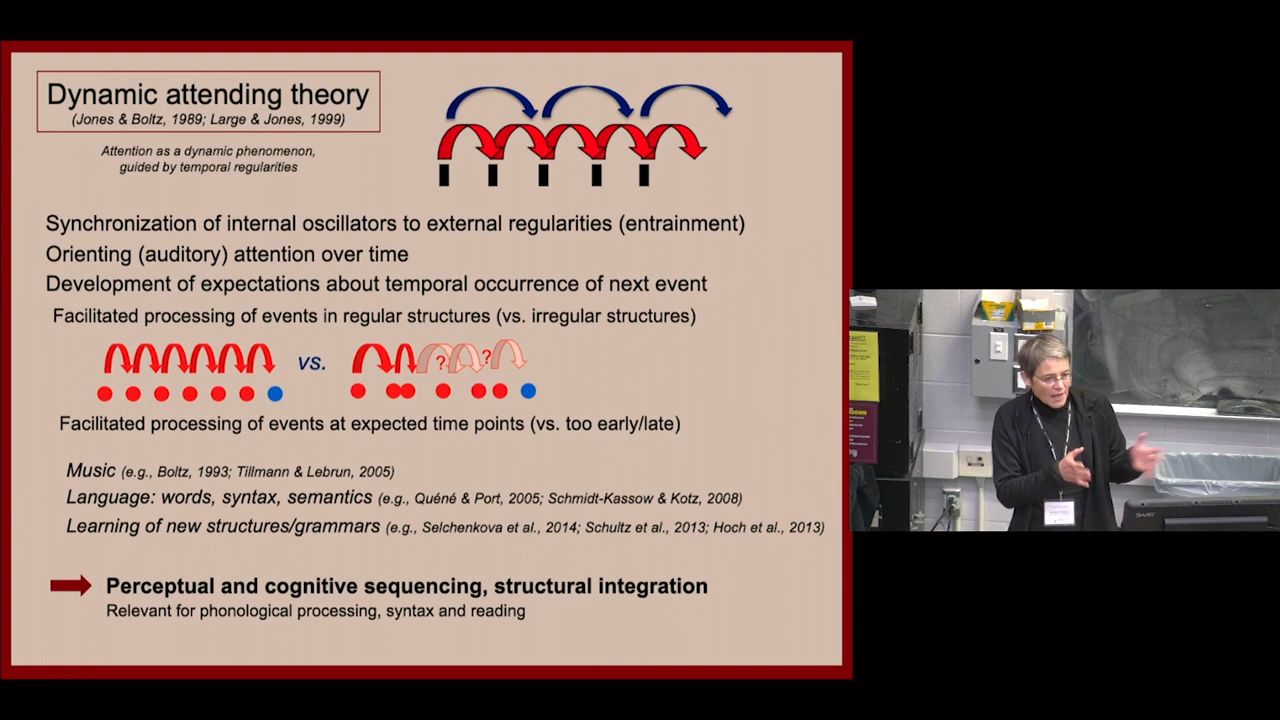 Dynamic attending theory
(Jones & Boltz, 1989; Large & Jones, 1999)
Attention as a dynamic phenomenon,
guided by temporal regularities
Synchronization of internal oscillators to external regularities (entrainment)
Orienting (auditory) attention over time
Development of expectations about temporal occurrence of next event
Facilitated processing of events in regular structures (vs. irregular structures)
vs.
? ?
Facilitated processing of events at expected time points (vs. too early/late)
Music (e.g., Boltz, 1993; Tillmann & Lebrun, 2005)
Language: words, syntax, semantics (e.g., Quéné & Port, 2005; Schmidt-Kassow & Kotz, 2008)
Learning of new structures/grammars (e.g., Selchenkova et al., 2014; Schultz et al., 2013; Hoch et al., 2013)
Perceptual and cognitive sequencing, structural integration
Relevant for phonological processing, syntax and reading
SMART